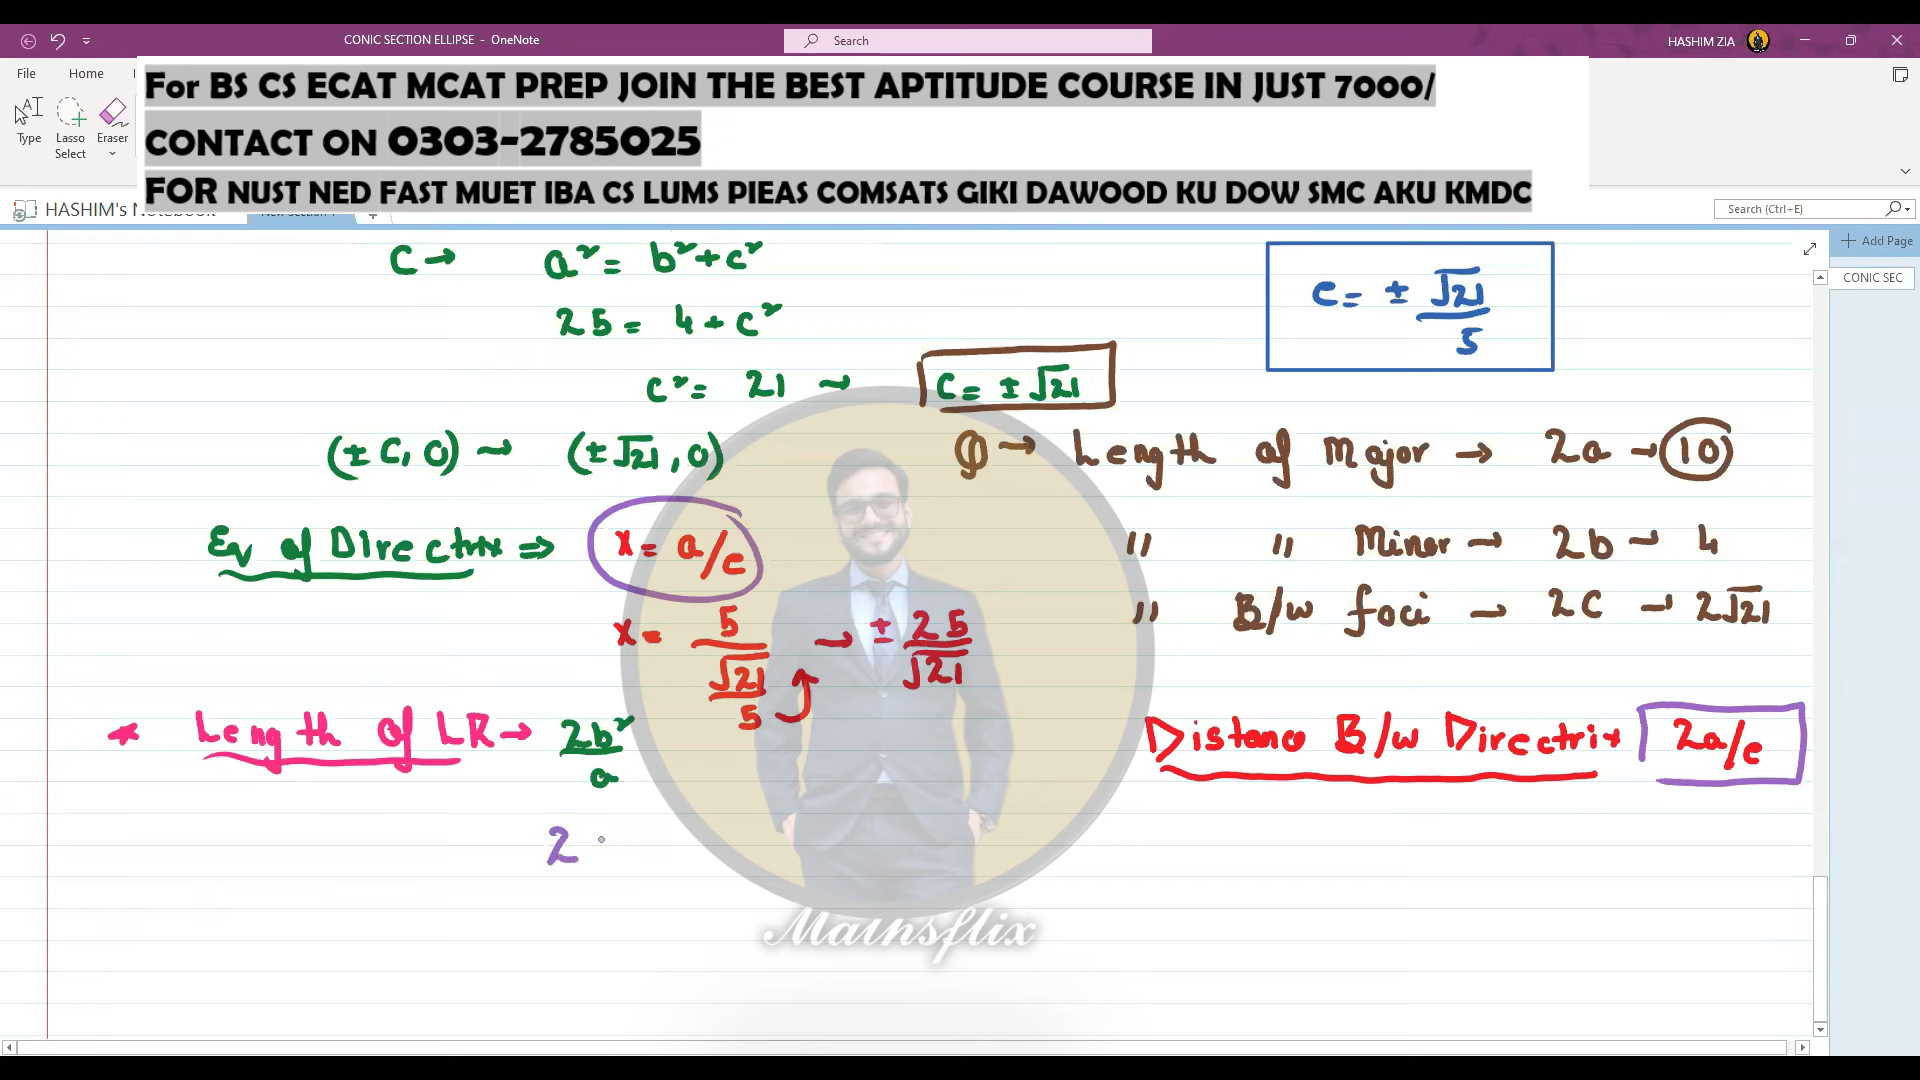 CONIC SECTION ELLIPSE - OneNote
Search
HASHIM ZIA
File
Home
For BS CS ECAT MCAT PREP JOIN THE BEST APTITUDE COURSE IN JUST 7000/
CONTACT ON 0303-2785025
FOR NUST NED FAST MUET IBA CS LUMS PIEAS COMSATS GIKI DAWOOD KU DOW SMC AKU KMDC
Type
Lasso Select
Eraser
HASHIM's Notebook
Search (Ctrl+E)
Add Page
CONIC SEC
C → a² = b² + c²
e = ± √21 / 5
25 = 4 + c²
c² = 21 → C = ± √21
(± C, 0) → (± √21, 0)
→ Length of Major → 2a → 10
Eq of Directrix ⇒ x = a/e
" " Minor → 2b → 4
x = 5 / (√21 / 5) → ± 25 / √21
" B/w foci → 2C → 2√21
* Length of LR → 2b² / a
Distance B/w Directrix 2a/e
2
Mainsflix